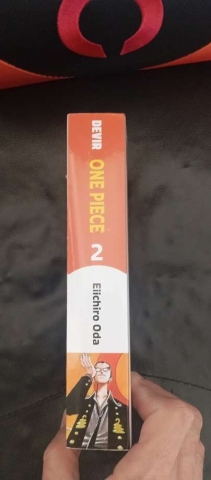 DEVIR
ONE PIECE
2
Eiichiro Oda